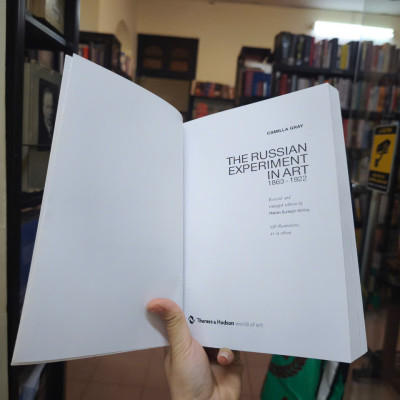 CAMILLA GRAY
THE RUSSIAN
EXPERIMENT
IN ART
1863-1922
Revised and
enlarged edition by
Marian Burleigh-Motley
Thames & Hudson world of art